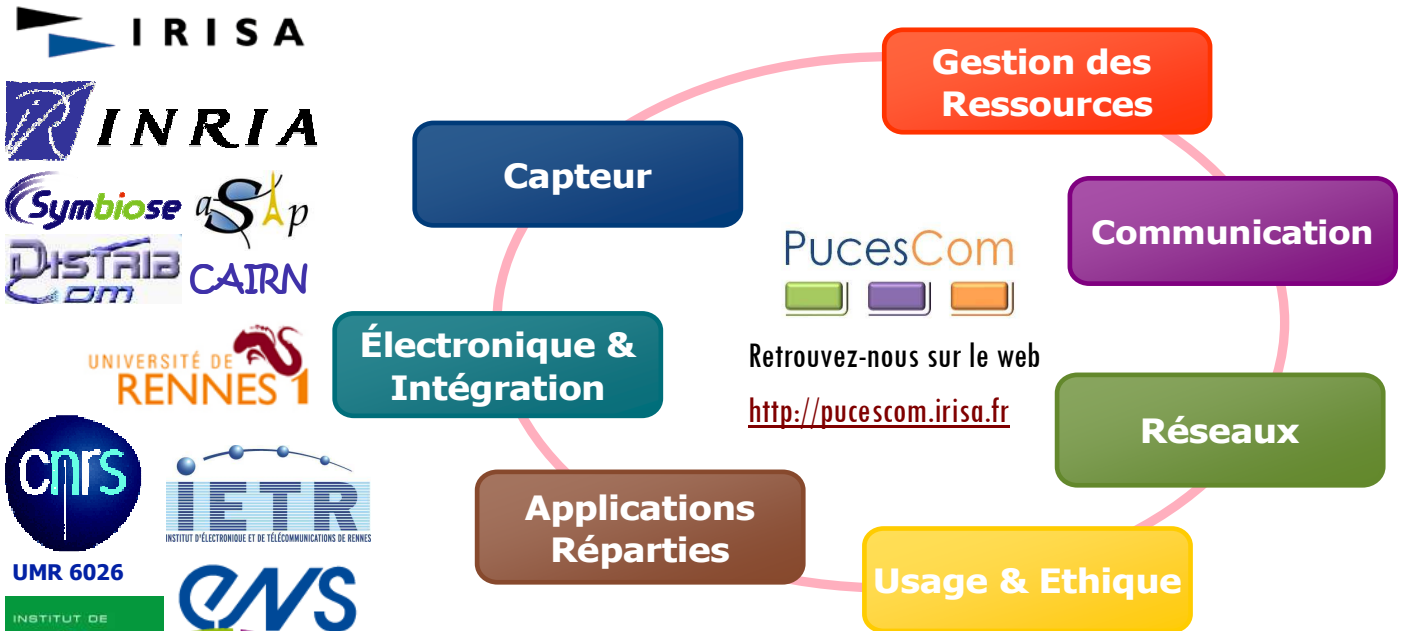 IRISA
INRIA
Symbiose
aSAp
DISTRIB
COM
CAIRN
UNIVERSITÉ DE
RENNES 1
cnrs
IETR
INSTITUT D'ÉLECTRONIQUE ET DE TÉLÉCOMMUNICATIONS DE RENNES
UMR 6026
INSTITUT DE
ENS
Gestion des
Ressources
Capteur
Communication
PucesCom
Électronique &
Intégration
Retrouvez-nous sur le web
http://pucescom.irisa.fr
Réseaux
Applications
Réparties
Usage & Ethique